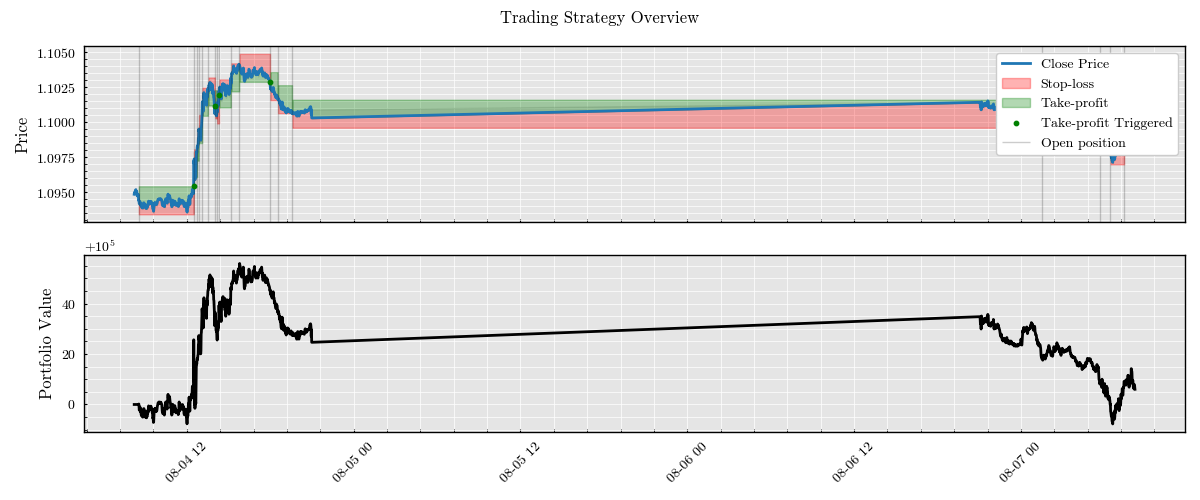 Trading Strategy Overview
1.1050
1.1025
1.1000
1.0975
1.0950
Price
Close Price
Stop-loss
Take-profit
Take-profit Triggered
Open position
+10^5
40
20
0
Portfolio Value
08-04 12
08-05 00
08-05 12
08-06 00
08-06 12
08-07 00